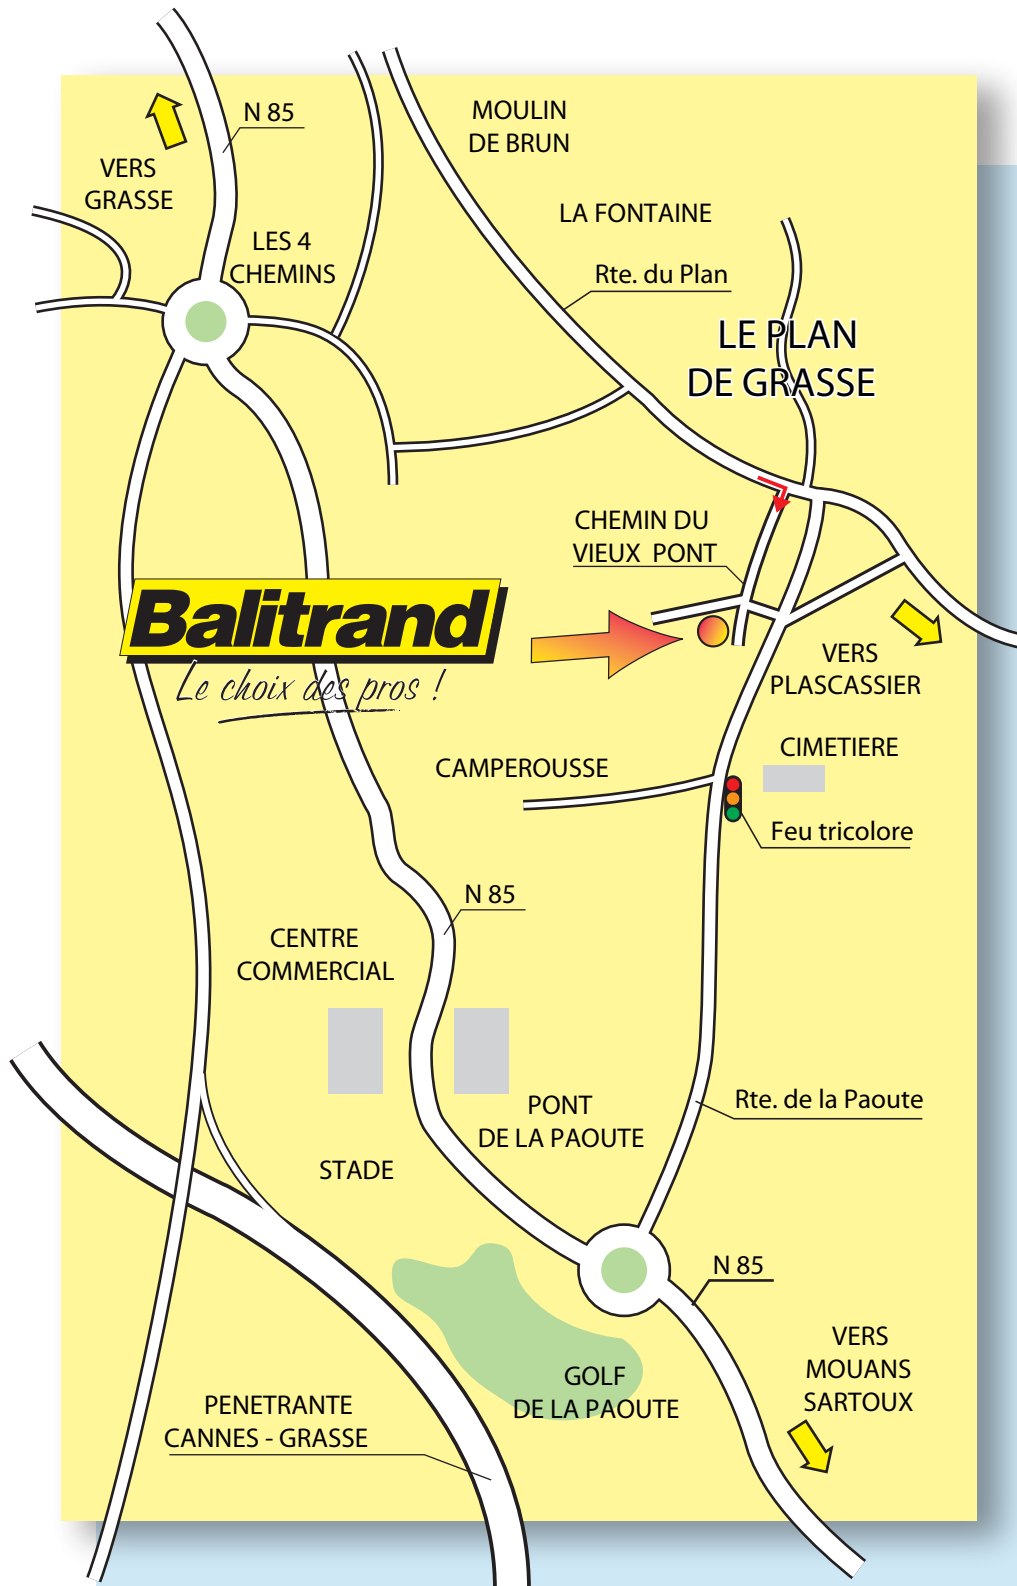 N 85
MOULIN
DE BRUN
VERS
GRASSE
LA FONTAINE
LES 4
CHEMINS
Rte. du Plan
LE PLAN
DE GRASSE
CHEMIN DU
VIEUX PONT
Balitrand
Le choix des pros !
VERS
PLASCASSIER
CIMETIERE
CAMPEROUSSE
Feu tricolore
N 85
CENTRE
COMMERCIAL
Rte. de la Paoute
PONT
DE LA PAOUTE
STADE
N 85
VERS
MOUANS
SARTOUX
GOLF
DE LA PAOUTE
PENETRANTE
CANNES - GRASSE